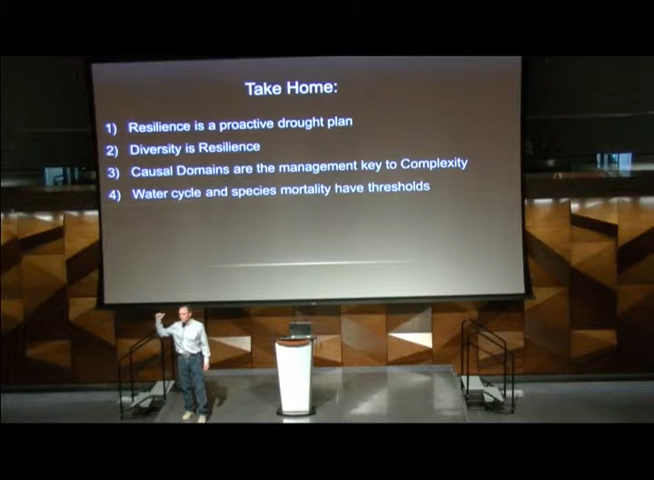 Take Home:
1) Resilience is a proactive drought plan
2) Diversity is Resilience
3) Causal Domains are the management key to Complexity
4) Water cycle and species mortality have thresholds